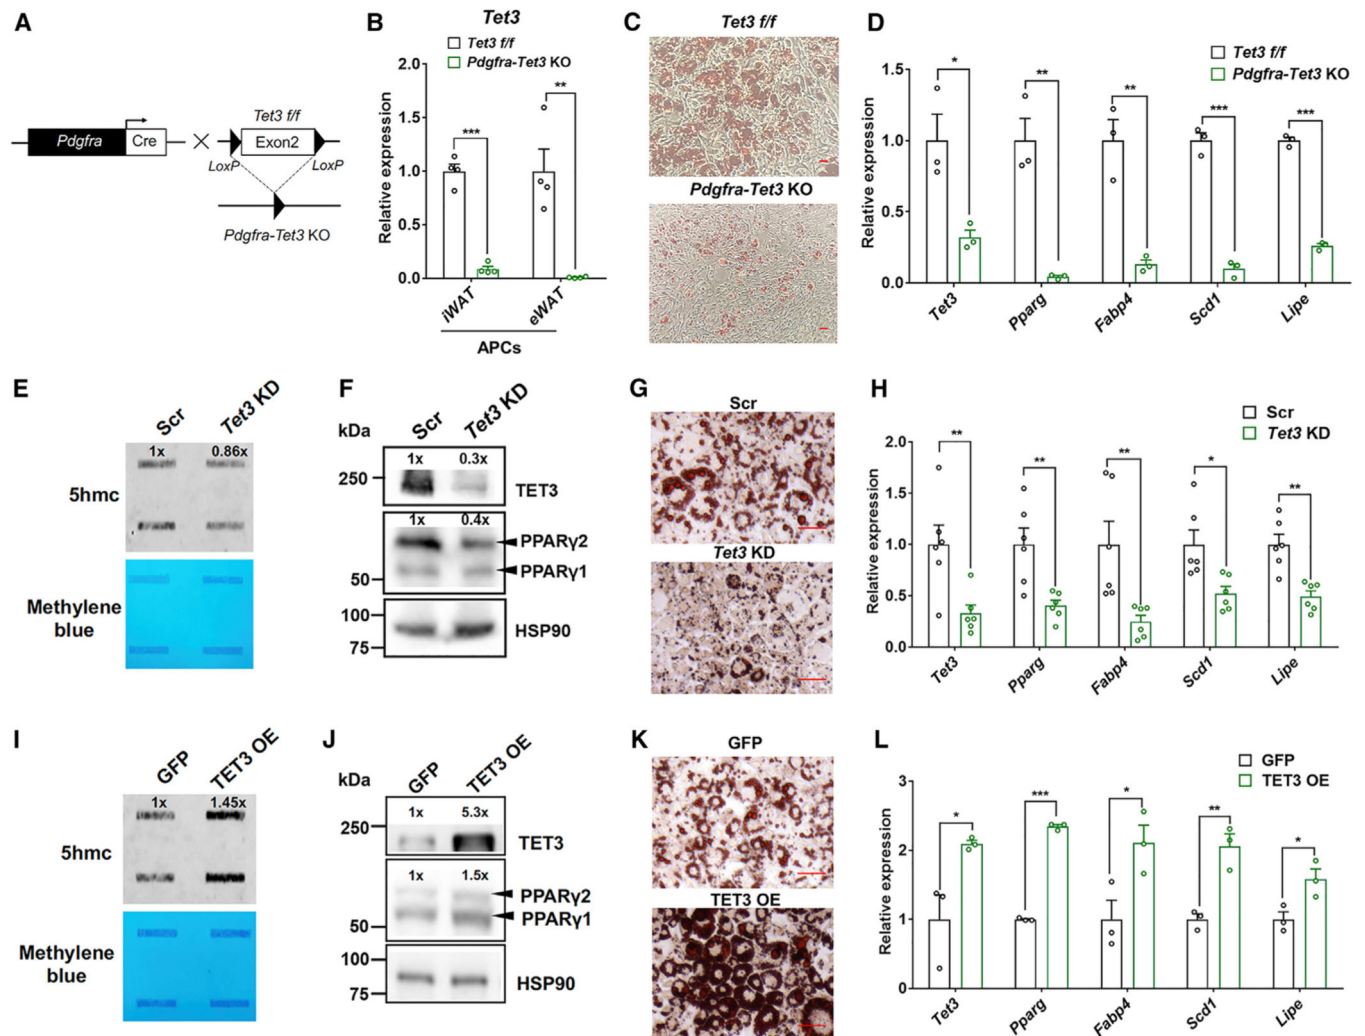 A
Tet3 f/f
Pdgfra
Cre
Exon2
LoxP
LoxP
Pdgfra-Tet3 KO
B
Tet3
Tet3 f/f
Pdgfra-Tet3 KO
Relative expression
2.0
1.5
1.0
0.5
0.0
***
**
iWAT
eWAT
APCs
C
Tet3 f/f
Pdgfra-Tet3 KO
D
Tet3 f/f
Pdgfra-Tet3 KO
Relative expression
1.5
1.0
0.5
0.0
*
**
**
***
***
Tet3
Pparg
Fabp4
Scd1
Lipe
E
Scr
Tet3 KD
1x
0.86x
5hmc
Methylene
blue
F
kDa
Scr
Tet3 KD
1x
0.3x
250
TET3
1x
0.4x
PPARγ2
PPARγ1
50
100
75
HSP90
G
Scr
Tet3 KD
H
Scr
Tet3 KD
Relative expression
2.0
1.5
1.0
0.5
0.0
**
**
**
*
**
Tet3
Pparg
Fabp4
Scd1
Lipe
I
GFP
TET3 OE
1x
1.45x
5hmc
Methylene
blue
J
kDa
GFP
TET3 OE
1x
5.3x
250
TET3
1x
1.5x
PPARγ2
PPARγ1
50
100
75
HSP90
K
GFP
TET3 OE
L
GFP
TET3 OE
Relative expression
3
2
1
0
*
***
*
**
*
Tet3
Pparg
Fabp4
Scd1
Lipe